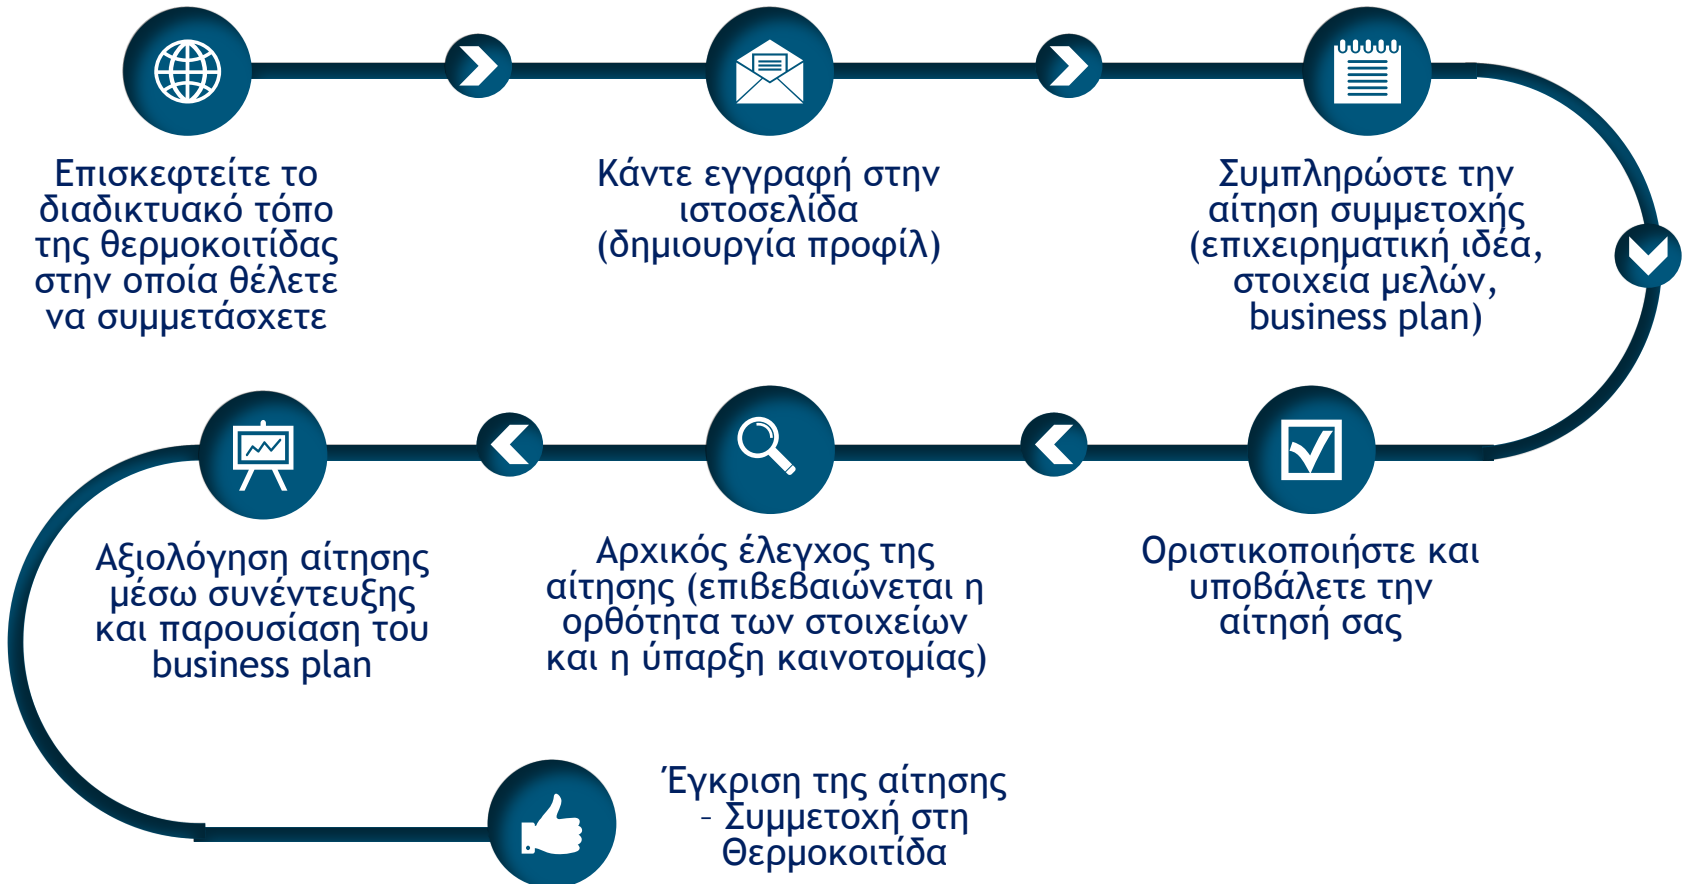 Επισκεφτείτε το
διαδικτυακό τόπο
της θερμοκοιτίδας
στην οποία θέλετε
να συμμετάσχετε
Κάντε εγγραφή στην
ιστοσελίδα
(δημιουργία προφίλ)
Συμπληρώστε την
αίτηση συμμετοχής
(επιχειρηματική ιδέα,
στοιχεία μελών,
business plan)
Οριστικοποιήστε και
υποβάλετε την
αίτησή σας
Αρχικός έλεγχος της
αίτησης (επιβεβαιώνεται η
ορθότητα των στοιχείων
και η ύπαρξη καινοτομίας)
Αξιολόγηση αίτησης
μέσω συνέντευξης
και παρουσίαση του
business plan
Έγκριση της αίτησης
– Συμμετοχή στη
Θερμοκοιτίδα